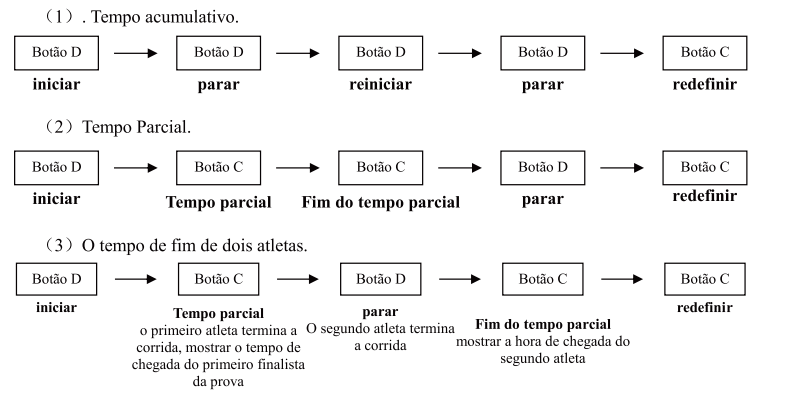 （1）. Tempo acumulativo.
Botão D Botão D Botão D Botão D Botão C
iniciar parar reiniciar parar redefinir
（2）Tempo Parcial.
Botão D Botão C Botão C Botão D Botão C
iniciar Tempo parcial Fim do tempo parcial parar redefinir
（3）O tempo de fim de dois atletas.
Botão D Botão C Botão D Botão C Botão C
iniciar
Tempo parcial
o primeiro atleta termina a
corrida, mostrar o tempo de
chegada do primeiro finalista
da prova
parar
O segundo atleta termina
a corrida
Fim do tempo parcial
mostrar a hora de chegada do
segundo atleta
redefinir